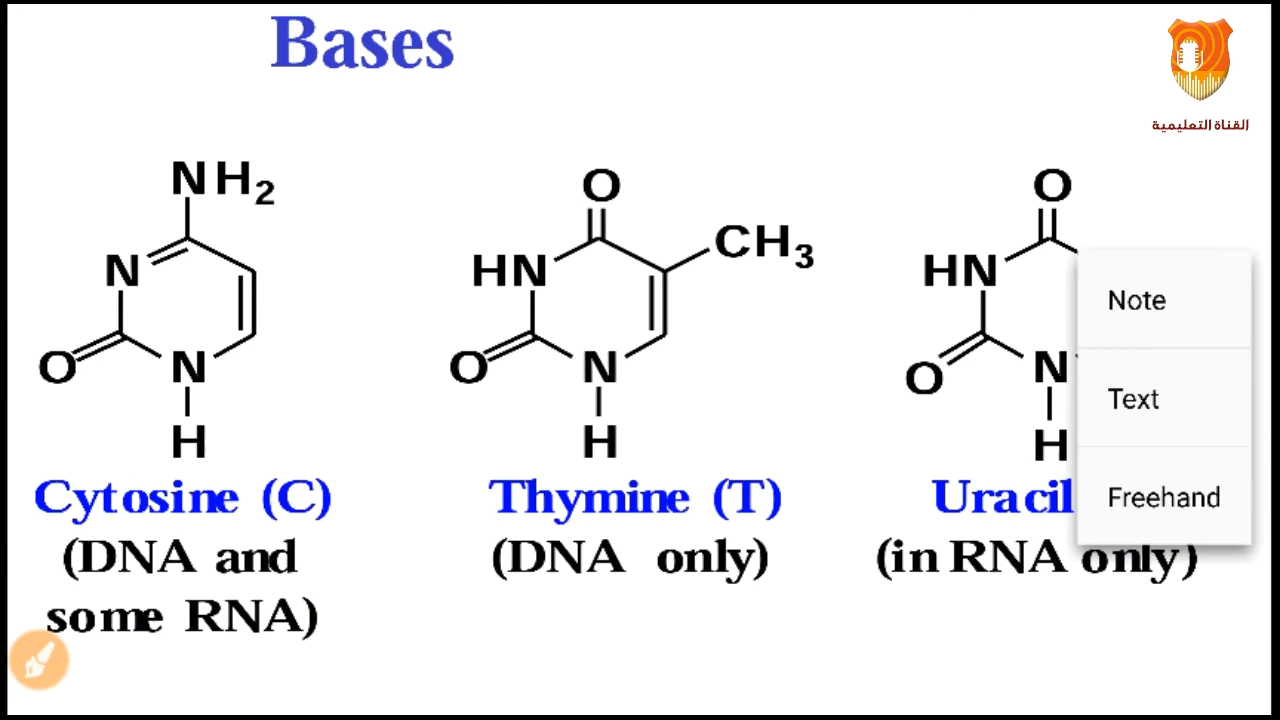 Bases
القناة التعليمية
NH2
N
O
N
H
O
CH3
HN
O
N
H
O
HN
O
N
H
Note
Text
Freehand
Cytosine (C)
(DNA and
some RNA)
Thymine (T)
(DNA only)
Uracil
(in RNA only)